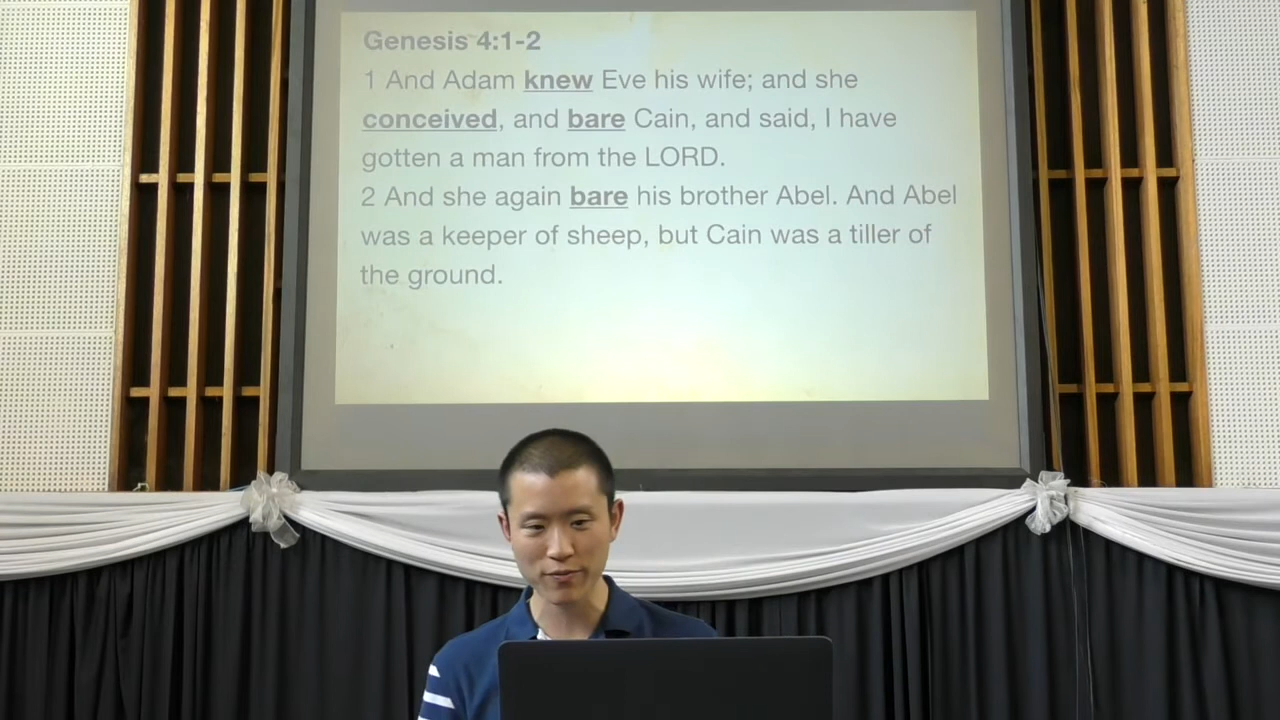 Genesis 4:1-2
1 And Adam knew Eve his wife; and she
conceived, and bare Cain, and said, I have
gotten a man from the LORD.
2 And she again bare his brother Abel. And Abel
was a keeper of sheep, but Cain was a tiller of
the ground.